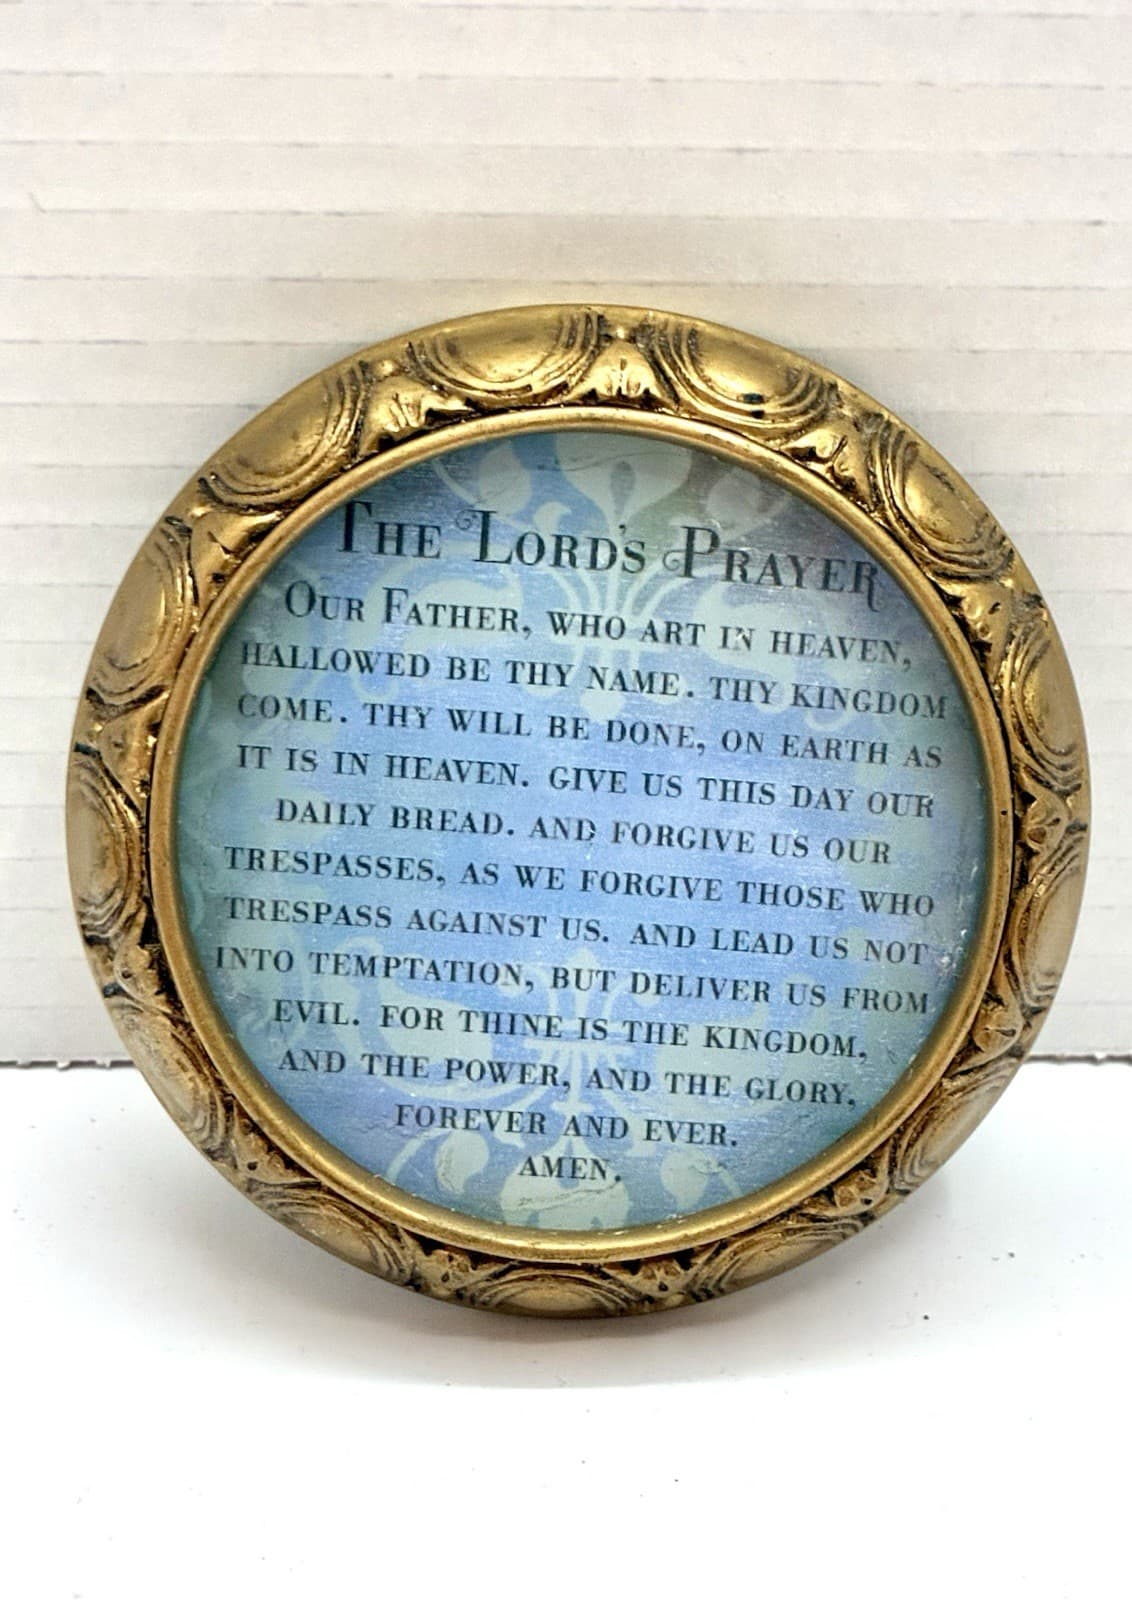 THE LORD'S PRAYER
OUR FATHER, WHO ART IN HEAVEN,
HALLOWED BE THY NAME. THY KINGDOM
COME. THY WILL BE DONE, ON EARTH AS
IT IS IN HEAVEN. GIVE US THIS DAY OUR
DAILY BREAD. AND FORGIVE US OUR
TRESPASSES, AS WE FORGIVE THOSE WHO
TRESPASS AGAINST US. AND LEAD US NOT
INTO TEMPTATION, BUT DELIVER US FROM
EVIL. FOR THINE IS THE KINGDOM,
AND THE POWER, AND THE GLORY,
FOREVER AND EVER.
AMEN.